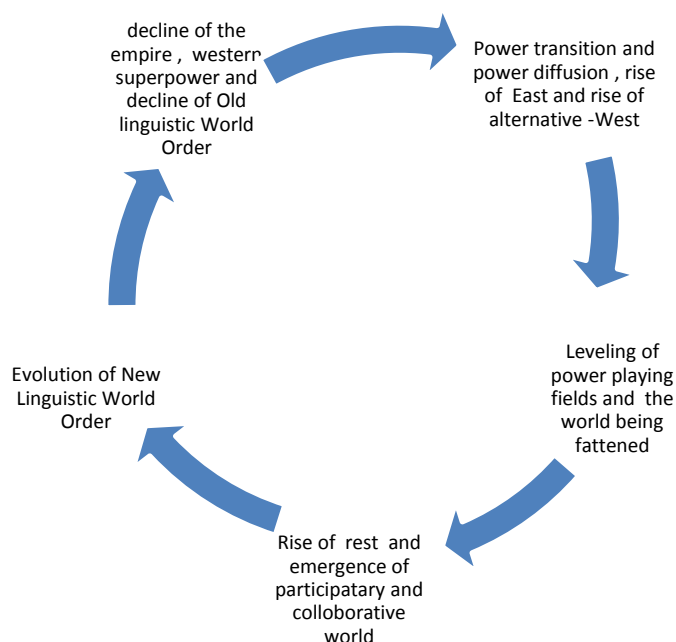 decline of the
empire , western
superpower and
decline of Old
linguistic World
Order
Power transition and
power diffusion , rise
of East and rise of
alternative -West
Leveling of
power playing
fields and the
world being
fattened
Rise of rest and
emergence of
participatary and
colloborative
world
Evolution of New
Linguistic World
Order